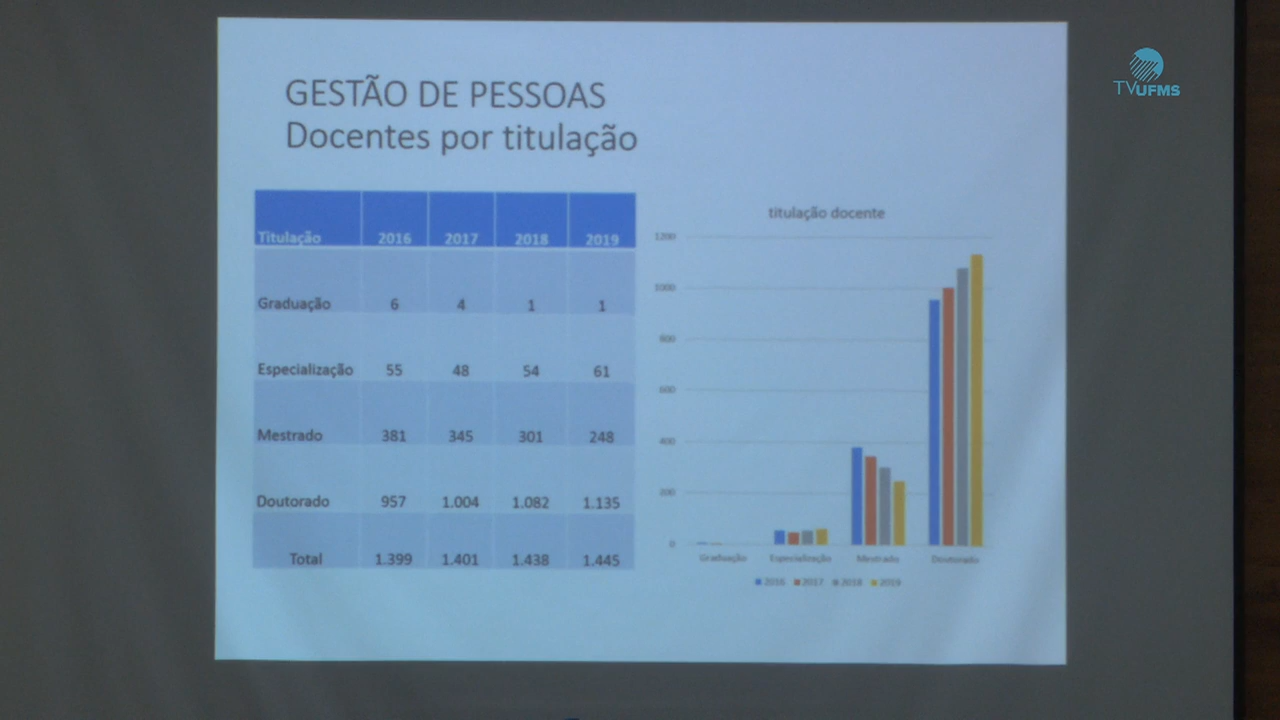 TVUFMS
GESTÃO DE PESSOAS
Docentes por titulação
Titulação 2016 2017 2018 2019
Graduação 6 4 1 1
Especialização 55 48 54 61
Mestrado 381 345 301 248
Doutorado 957 1.004 1.082 1.135
Total 1.399 1.401 1.438 1.445
titulação docente
1200
1000
800
600
400
200
0
Graduação Especialização Mestrado Doutorado
2016 2017 2018 2019